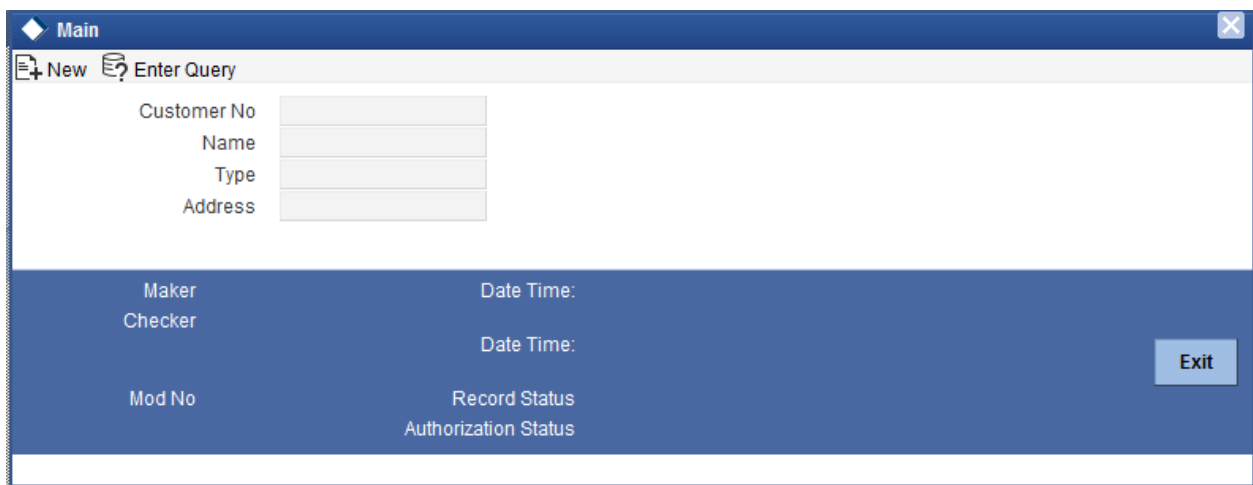 Main
New Enter Query
Customer No
Name
Type
Address
Maker Date Time:
Checker
Date Time:
Exit
Mod No Record Status
Authorization Status